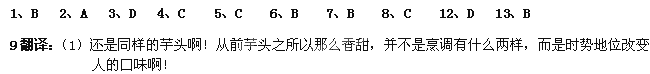 1、B 2、A 3、D 4、C 5、C 6、B 7、B 8、C 12、D 13、B
9翻译：（1）还是同样的芋头啊！从前芋头之所以那么香甜，并不是烹调有什么两样，而是时势地位改变
人的口味啊！